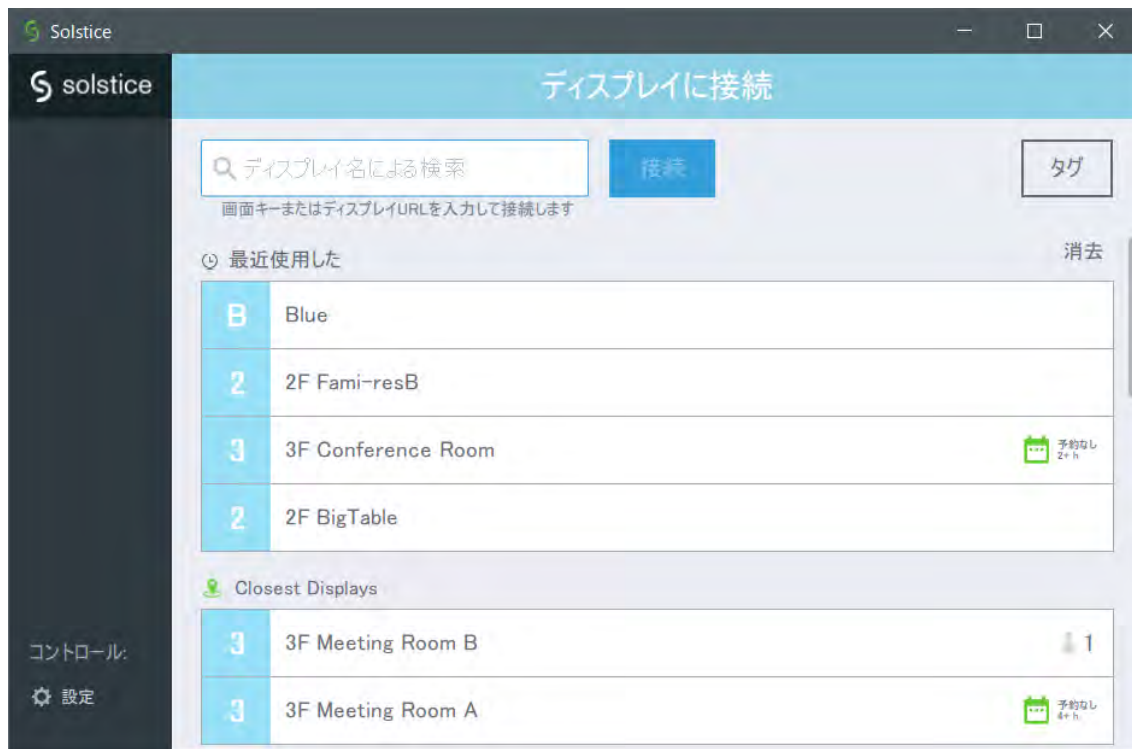 Solstice
solstice
ディスプレイに接続
ディスプレイ名による検索
接続
タグ
画面キーまたはディスプレイURLを入力して接続します
最近使用した
消去
B
Blue
2
2F Fami-resB
3
3F Conference Room
予約なし
2+ h
2
2F BigTable
Closest Displays
3
3F Meeting Room B
1
3
3F Meeting Room A
予約なし
4+ h
コントロール:
設定